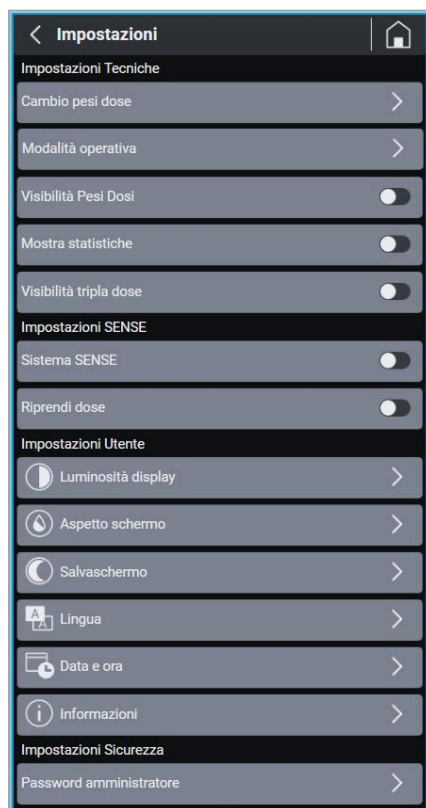 Impostazioni
Impostazioni Tecniche
Cambio pesi dose
Modalità operativa
Visibilità Pesi Dosi
Mostra statistiche
Visibilità tripla dose
Impostazioni SENSE
Sistema SENSE
Riprendi dose
Impostazioni Utente
Luminosità display
Aspetto schermo
Salvaschermo
Lingua
Data e ora
Informazioni
Impostazioni Sicurezza
Password amministratore